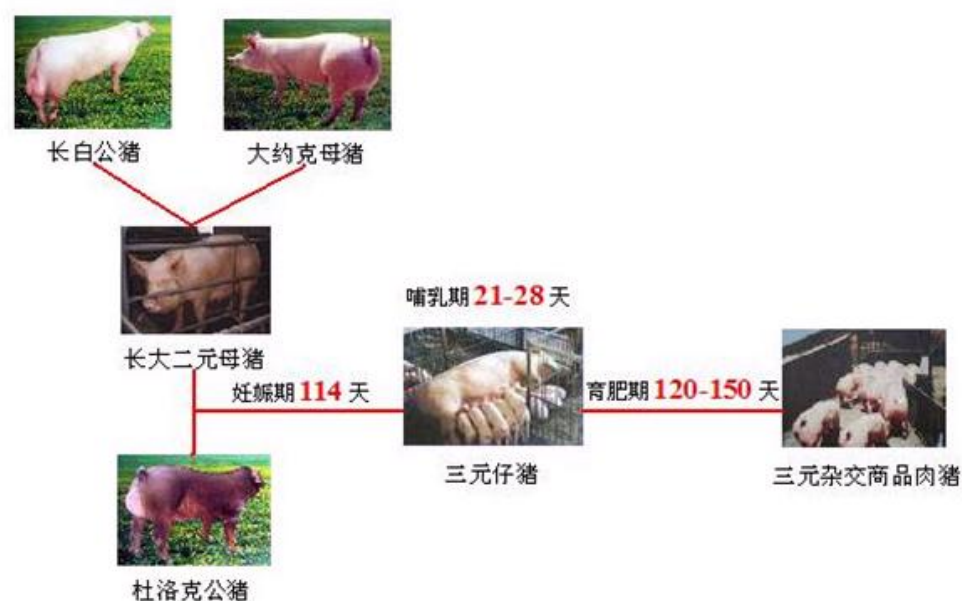 长白公猪
大约克母猪
长大二元母猪
哺乳期 21-28 天
妊娠期 114 天
育肥期 120-150 天
三元仔猪
三元杂交商品肉猪
杜洛克公猪